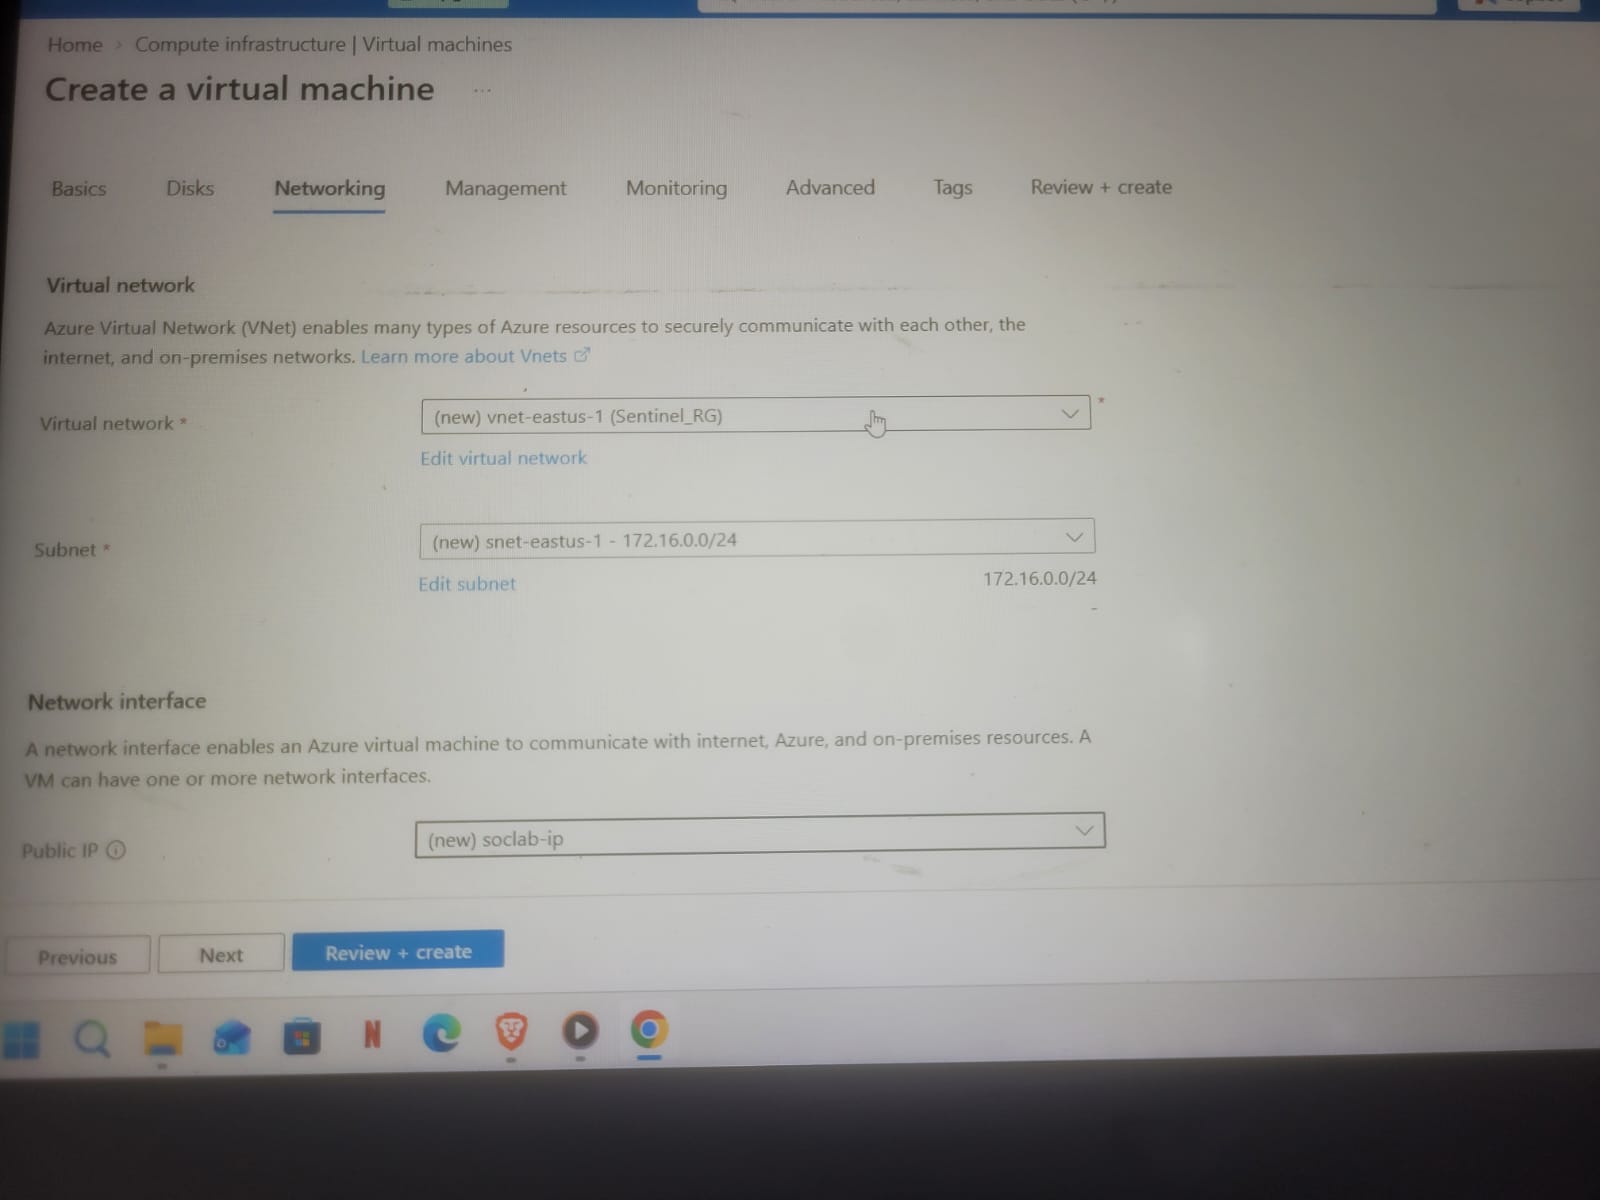 Home > Compute infrastructure | Virtual machines
Create a virtual machine ...
Basics Disks Networking Management Monitoring Advanced Tags Review + create
Virtual network
Azure Virtual Network (VNet) enables many types of Azure resources to securely communicate with each other, the
internet, and on-premises networks. Learn more about Vnets
Virtual network * (new) vnet-eastus-1 (Sentinel_RG) *
Edit virtual network
Subnet * (new) snet-eastus-1 - 172.16.0.0/24
Edit subnet 172.16.0.0/24
-
Network interface
A network interface enables an Azure virtual machine to communicate with internet, Azure, and on-premises resources. A
VM can have one or more network interfaces.
Public IP (new) soclab-ip
Previous Next Review + create